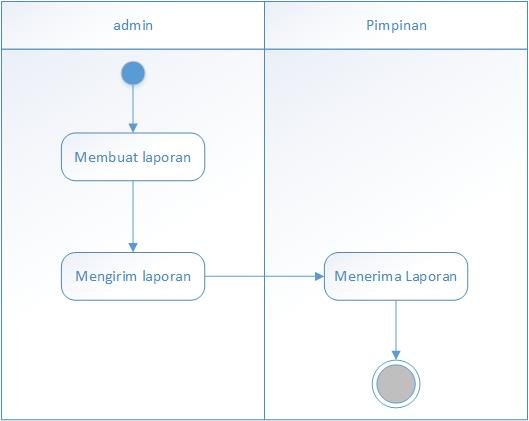 admin
Pimpinan
Membuat laporan
Mengirim laporan
Menerima Laporan